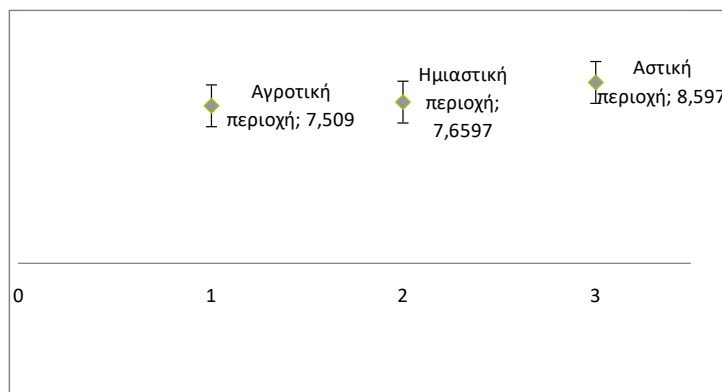 Αγροτική
περιοχή; 7,509
Ημιαστική
περιοχή;
7,6597
Αστική
περιοχή; 8,597
0 1 2 3